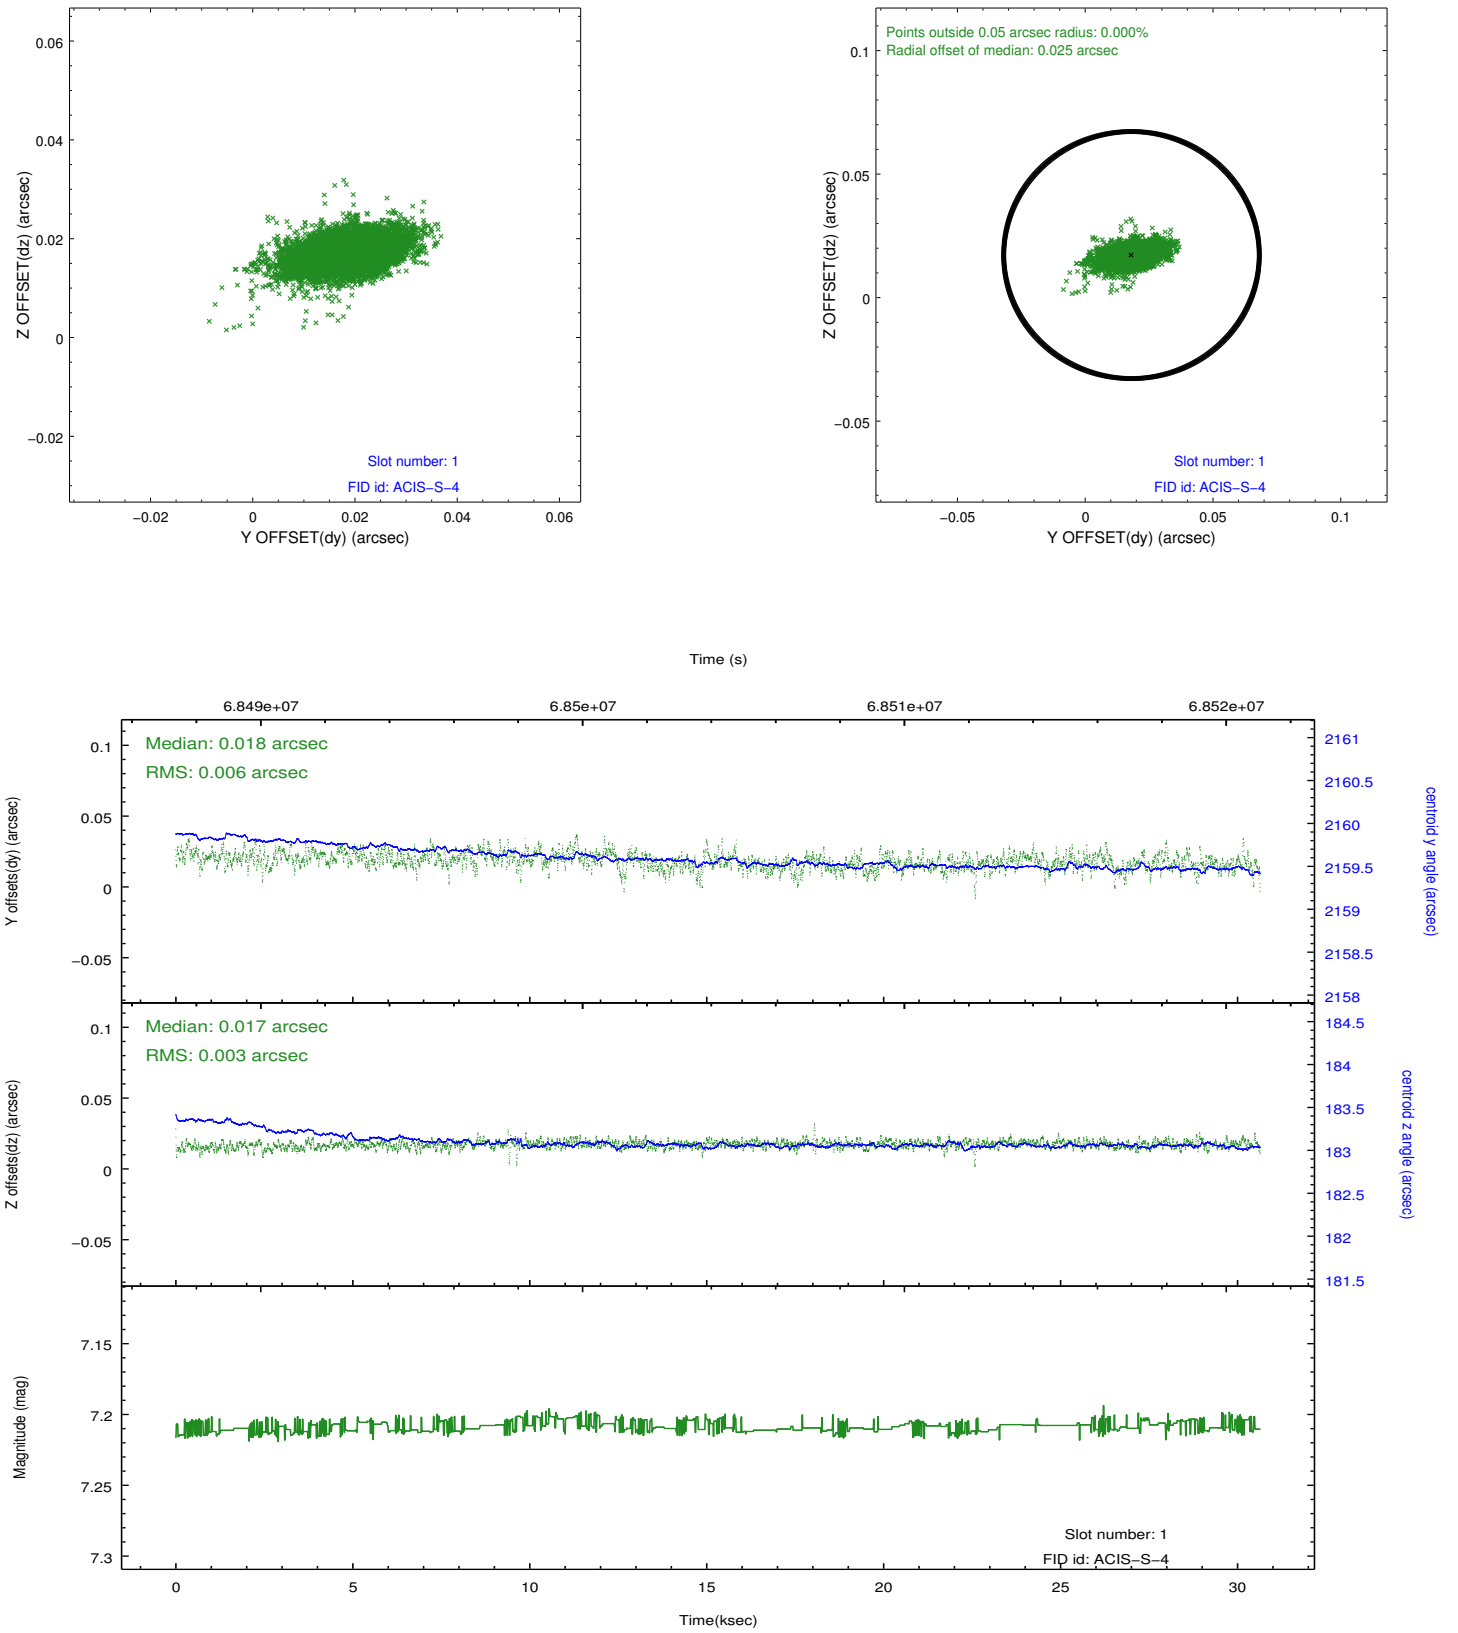 0.06
0.04
0.02
0
−0.02
Z OFFSET(dz) (arcsec)
−0.02 0 0.02 0.04 0.06
Y OFFSET(dy) (arcsec)
Slot number: 1
FID id: ACIS−S−4
Points outside 0.05 arcsec radius: 0.000%
Radial offset of median: 0.025 arcsec
0.1
0.05
0
−0.05
Z OFFSET(dz) (arcsec)
−0.05 0 0.05 0.1
Y OFFSET(dy) (arcsec)
Slot number: 1
FID id: ACIS−S−4
Time (s)
6.849e+07 6.85e+07 6.851e+07 6.852e+07
Median: 0.018 arcsec
RMS: 0.006 arcsec
0.1
0.05
0
−0.05
Y offsets(dy) (arcsec)
2161
2160.5
2160
2159.5
2159
2158.5
2158
centroid y angle (arcsec)
Median: 0.017 arcsec
RMS: 0.003 arcsec
0.1
0.05
0
−0.05
Z offsets(dz) (arcsec)
184.5
184
183.5
183
182.5
182
181.5
centroid z angle (arcsec)
7.15
7.2
7.25
7.3
Magnitude (mag)
Slot number: 1
FID id: ACIS−S−4
0 5 10 15 20 25 30
Time(ksec)